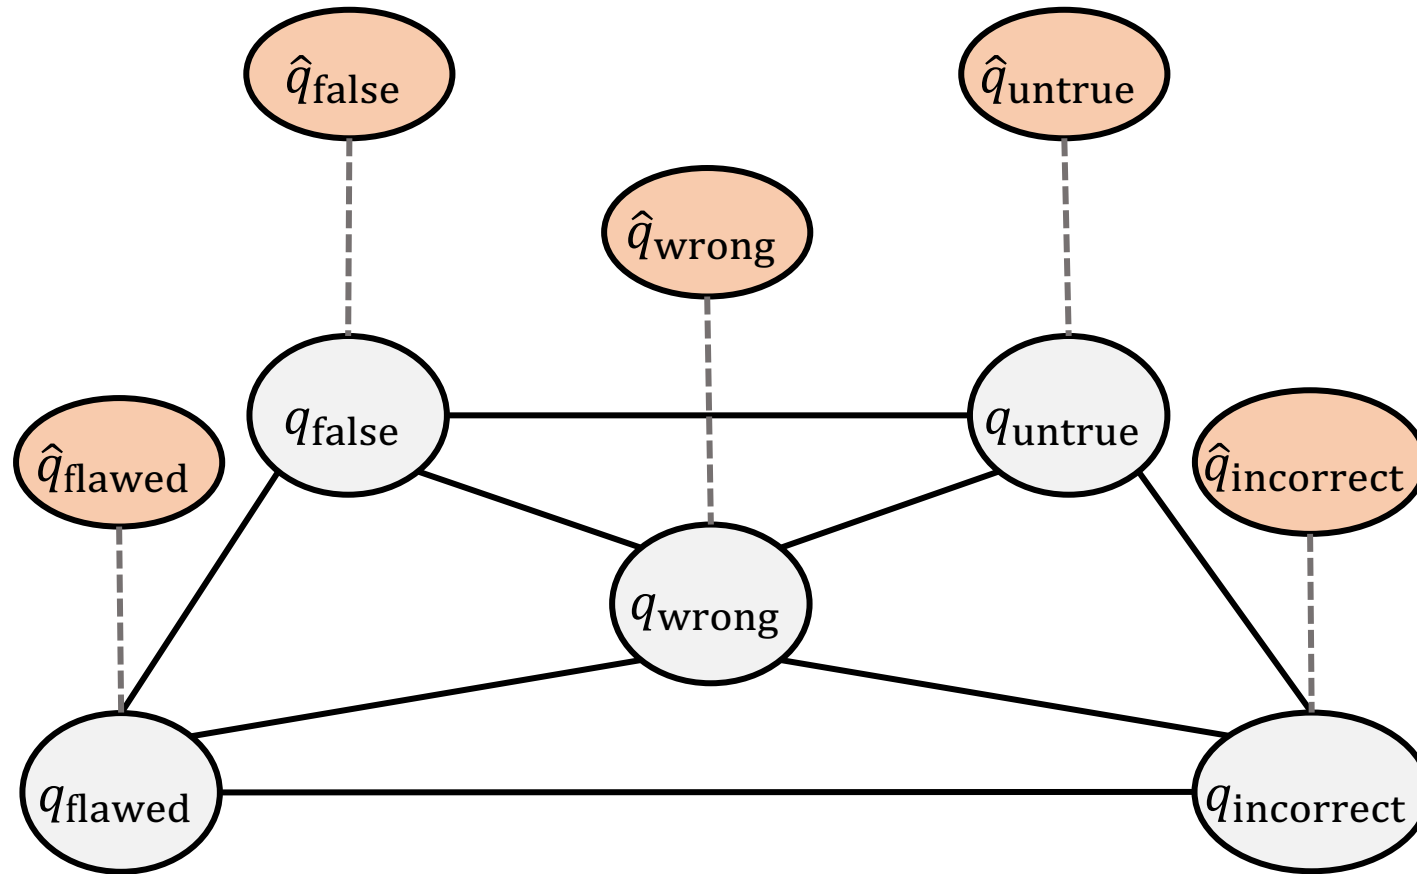 q̂false
q̂untrue
q̂wrong
qfalse
quntrue
q̂flawed
q̂incorrect
qwrong
qflawed
qincorrect